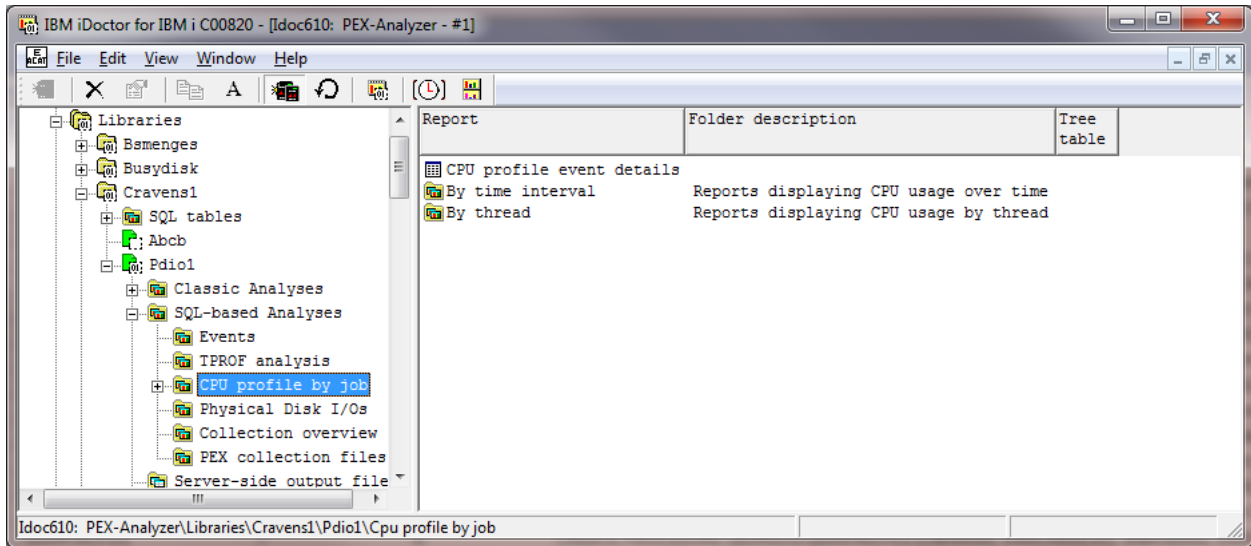 IBM iDoctor for IBM i C00820 - [Idoc610: PEX-Analyzer - #1]
File Edit View Window Help
A
Libraries
Bsmenges
Busydisk
Cravens1
SQL tables
Abcb
Pdio1
Classic Analyses
SQL-based Analyses
Events
TPROF analysis
CPU profile by job
Physical Disk I/Os
Collection overview
PEX collection files
Server-side output file
Report Folder description Tree table
CPU profile event details
By time interval Reports displaying CPU usage over time
By thread Reports displaying CPU usage by thread
Idoc610: PEX-Analyzer\Libraries\Cravens1\Pdio1\Cpu profile by job